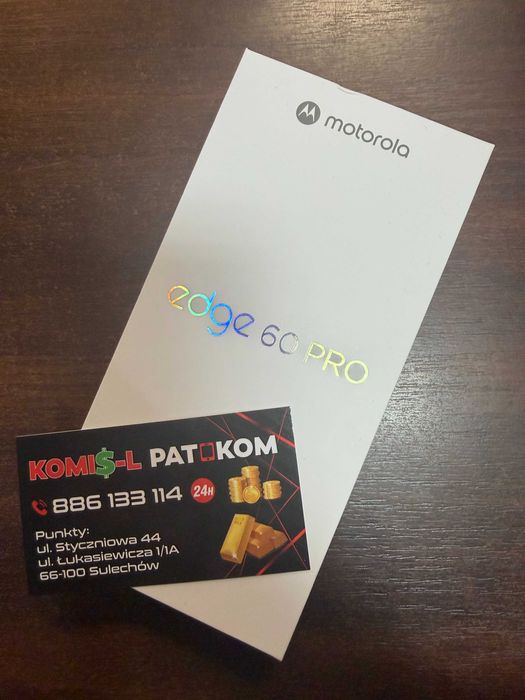 motorola
edge 60 PRO
KOMI$-L PATOKOM
886 133 114 24H
Punkty:
ul. Styczniowa 44
ul. Łukasiewicza 1/1A
66-100 Sulechów